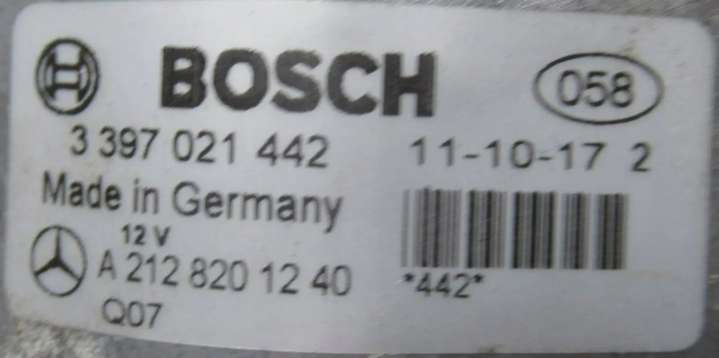 BOSCH 058
3 397 021 442 11-10-17 2
Made in Germany
12 V
A 212 820 12 40 *442*
Q07